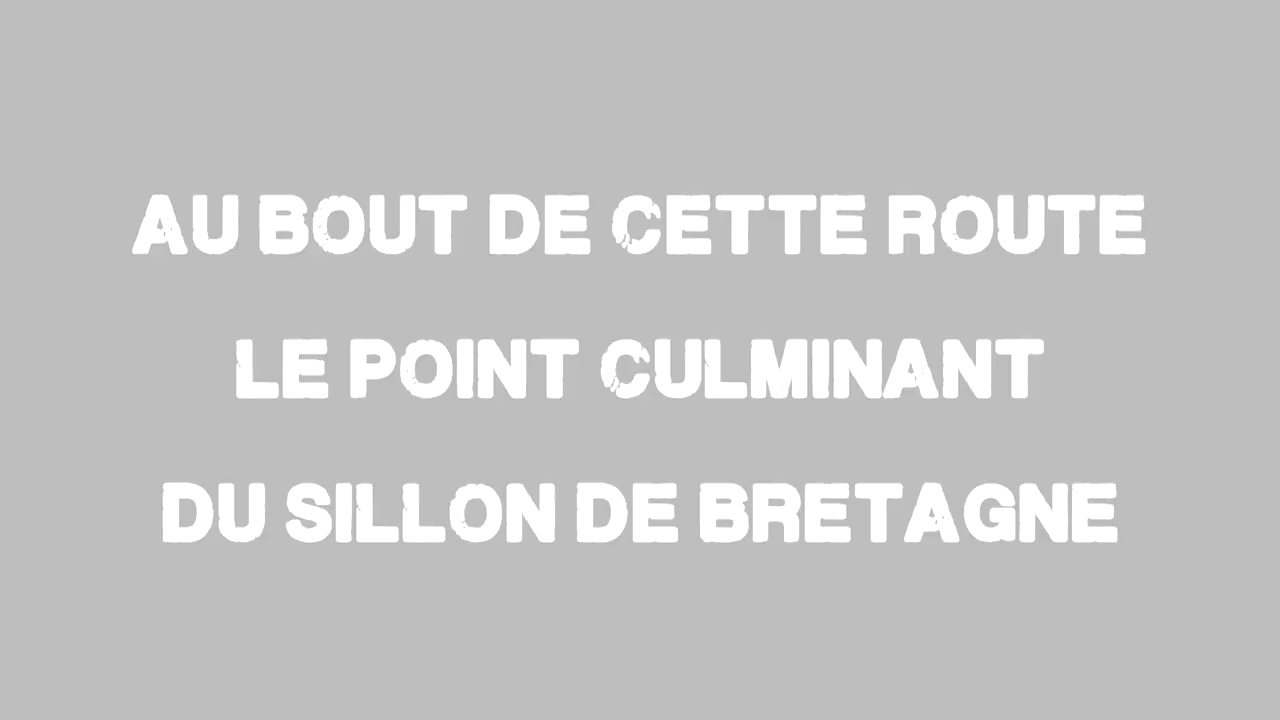 AU BOUT DE CETTE ROUTE
LE POINT CULMINANT
DU SILLON DE BRETAGNE